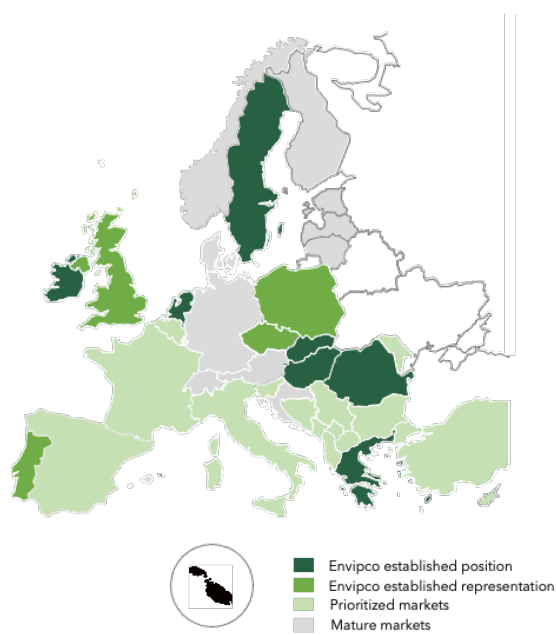 Envipco established position
Envipco established representation
Prioritized markets
Mature markets